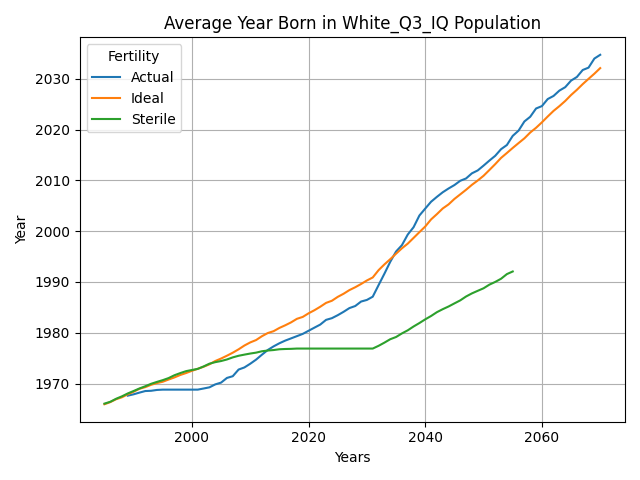 Average Year Born in White_Q3_IQ Population
Fertility
Actual
Ideal
Sterile
Year
2030
2020
2010
2000
1990
1980
1970
2000
2020
2040
2060
Years